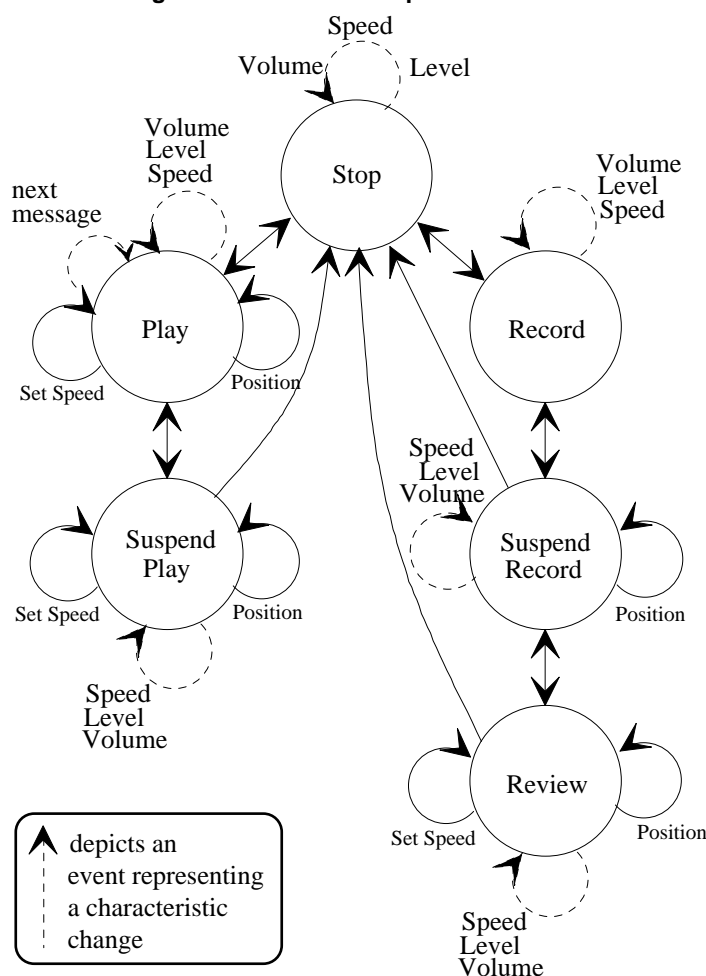 Speed
Volume
Level
Stop
Volume
Level
Speed
next
message
Play
Set Speed
Position
Volume
Level
Speed
Record
Suspend
Play
Set Speed
Position
Speed
Level
Volume
Speed
Level
Volume
Suspend
Record
Position
Review
Set Speed
Position
Speed
Level
Volume
depicts an
event representing
a characteristic
change